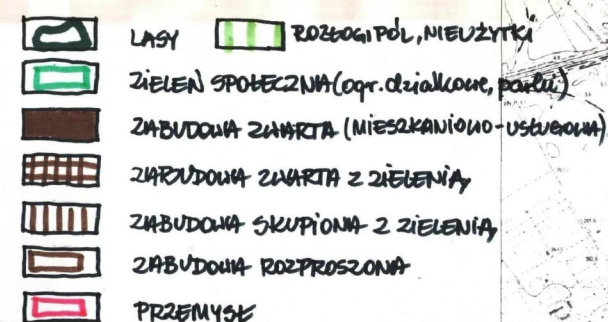 LASY ROZŁOGI PÓL, NIEUŻYTKI
ZIELEŃ SPOŁECZNA (ogr. działkowe, parki)
ZABUDOWA ZWARTA (MIESZKANIOWO-USŁUGOWA)
ZABUDOWA ZWARTA Z ZIELENIĄ
ZABUDOWA SKUPIONA Z ZIELENIĄ
ZABUDOWA ROZPROSZONA
PRZEMYSŁ